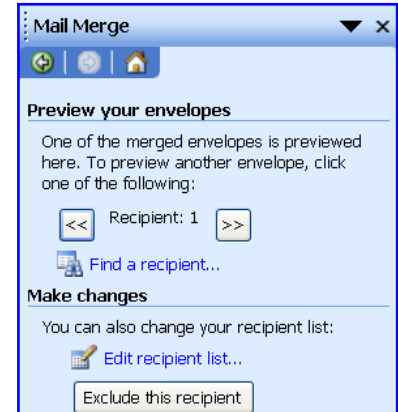 Mail Merge
Preview your envelopes
One of the merged envelopes is previewed
here. To preview another envelope, click
one of the following:
<< Recipient: 1 >>
Find a recipient...
Make changes
You can also change your recipient list:
Edit recipient list...
Exclude this recipient